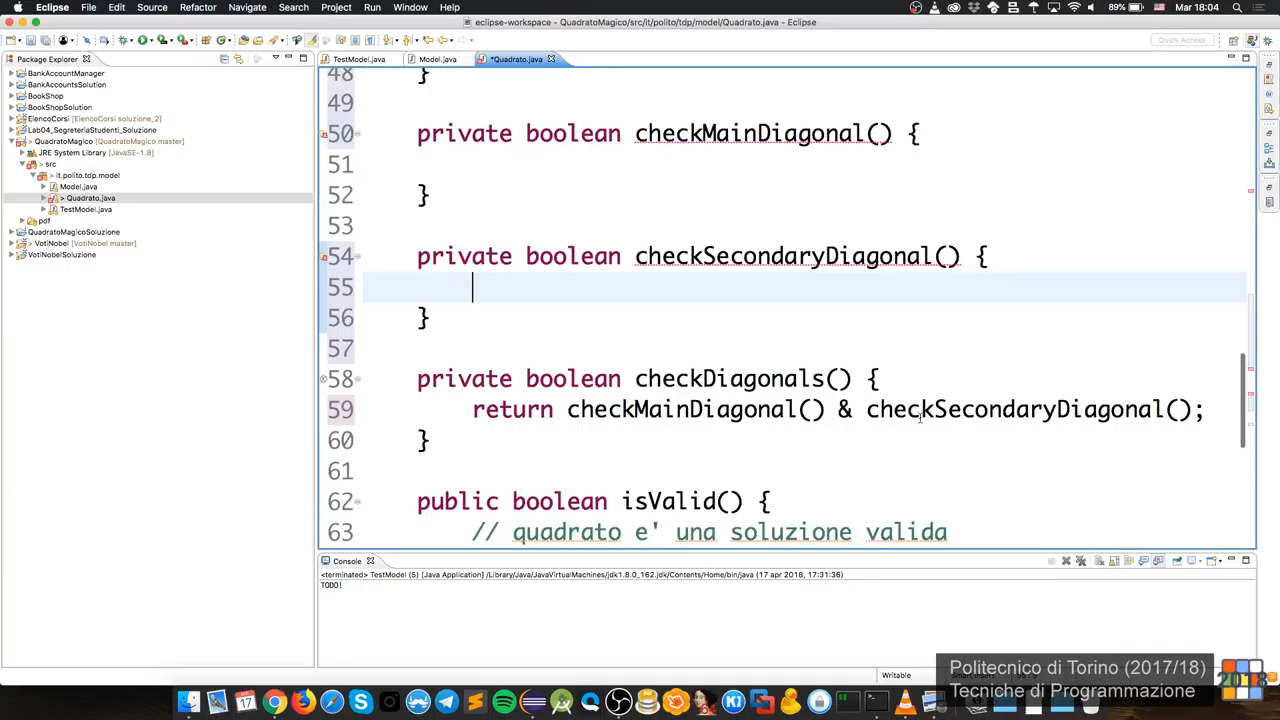 Eclipse File Edit Source Refactor Navigate Search Project Run Window Help 89% Mar 18:04
eclipse-workspace - QuadratoMagico/src/it/polito/tdp/model/Quadrato.java - Eclipse
Quick Access
Package Explorer
TestModel.java Model.java *Quadrato.java
BankAccountManager
BankAccountsSolution
BookShop
BookShopSolution
ElencoCorsi [ElencoCorsi soluzione_2]
Lab04_SegreteriaStudenti_Soluzione
QuadratoMagico [QuadratoMagico master]
JRE System Library [JavaSE-1.8]
> src
> it.polito.tdp.model
Model.java
> Quadrato.java
TestModel.java
pdf
QuadratoMagicoSoluzione
> VotiNobel [VotiNobel master]
VotiNobelSoluzione
48 }
49
50 private boolean checkMainDiagonal() {
51
52 }
53
54 private boolean checkSecondaryDiagonal() {
55
56 }
57
58 private boolean checkDiagonals() {
59 return checkMainDiagonal() & checkSecondaryDiagonal();
60 }
61
62 public boolean isValid() {
63 // quadrato e' una soluzione valida
Console
<terminated> TestModel (5) [Java Application] /Library/Java/JavaVirtualMachines/jdk1.8.0_162.jdk/Contents/Home/bin/java (17 apr 2018, 17:31:36)
TODO!
Writable
Politecnico di Torino (2017/18)
Tecniche di Programmazione
2018